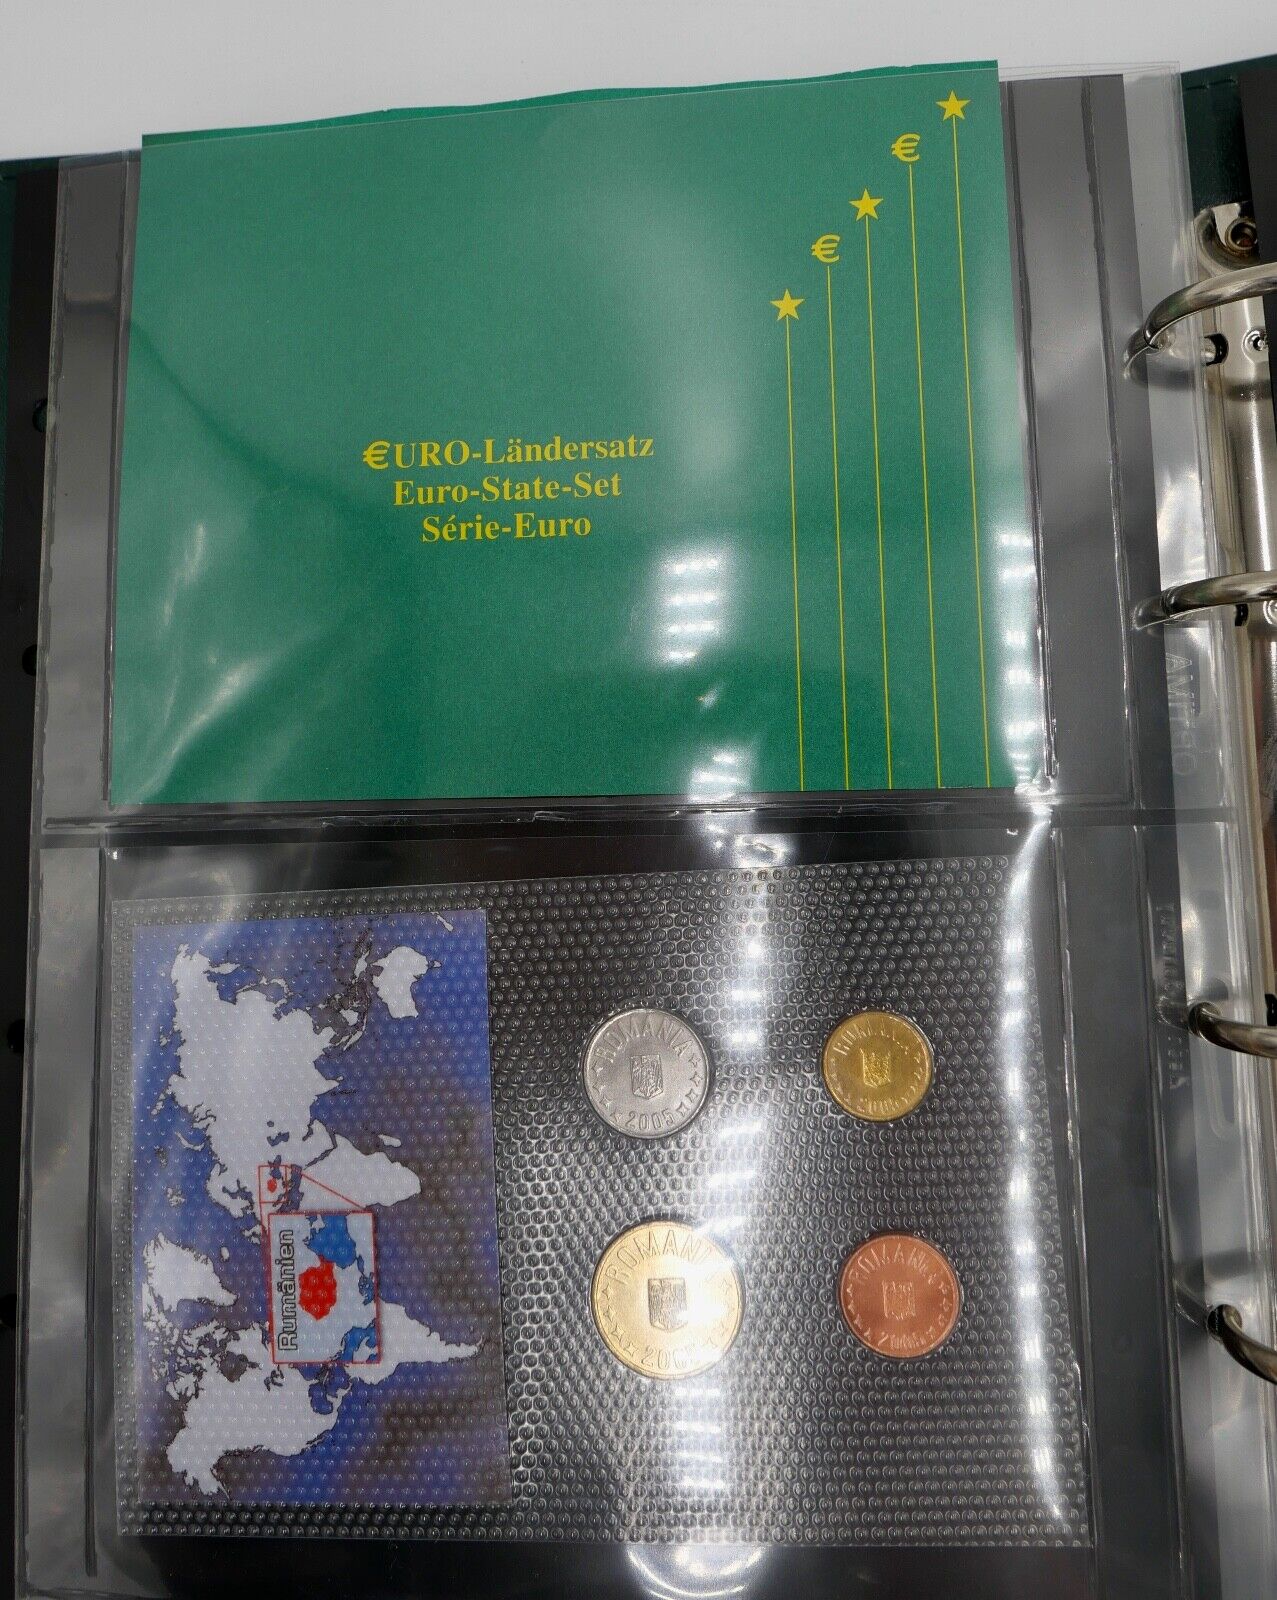 €URO-Ländersatz
Euro-State-Set
Série-Euro
Rumänien
ROMANIA
2005
ROMANIA
ROMANIA
ROMANIA